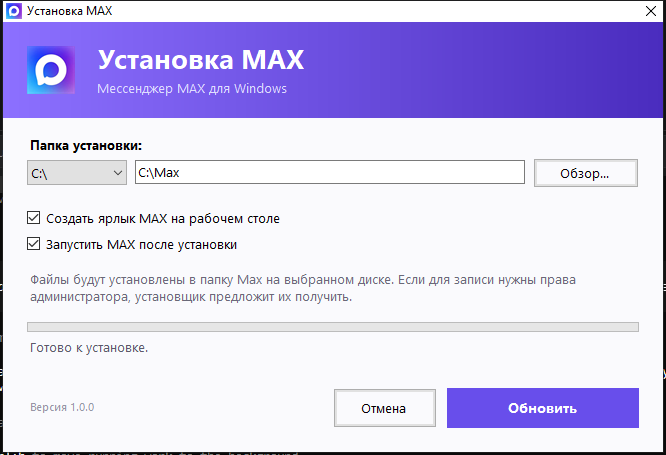 Установка MAX
Установка MAX
Мессенджер MAX для Windows
Папка установки:
C:\
C:\Max
Обзор...
Создать ярлык MAX на рабочем столе
Запустить MAX после установки
Файлы будут установлены в папку Max на выбранном диске. Если для записи нужны права
администратора, установщик предложит их получить.
Готово к установке.
Версия 1.0.0
Отмена
Обновить